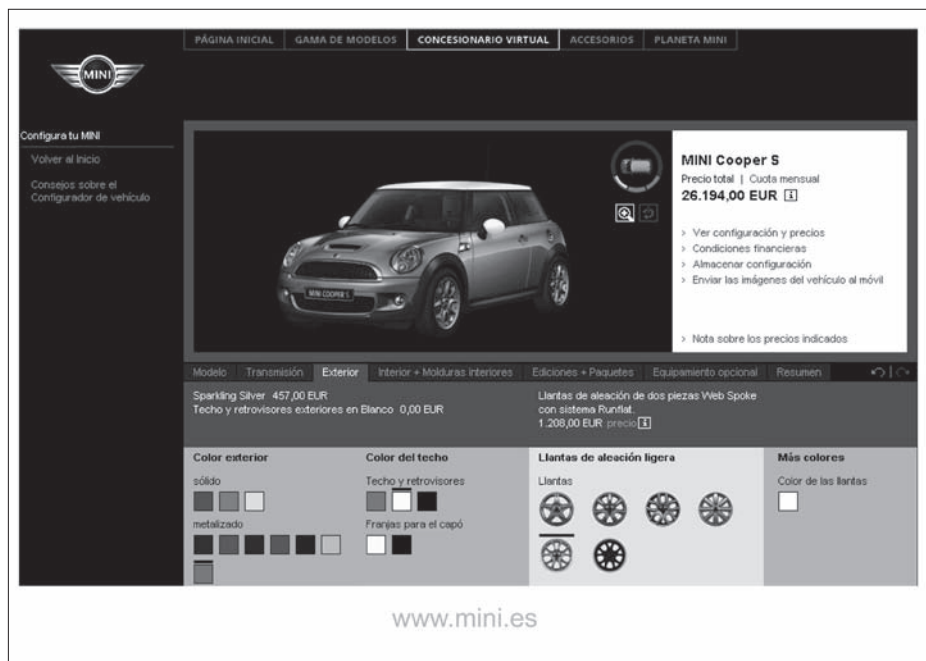 PÁGINA INICIAL GAMA DE MODELOS CONCESIONARIO VIRTUAL ACCESORIOS PLANETA MINI
MINI
Configura tu MINI
Volver al Inicio
Consejos sobre el
Configurador de vehículo
MINI COOPER S
MINI Cooper S
Precio total | Cuota mensual
26.194,00 EUR i
> Ver configuración y precios
> Condiciones financieras
> Almacenar configuración
> Enviar las imágenes del vehículo al móvil
> Nota sobre los precios indicados
Modelo Transmisión Exterior Interior + Molduras Interiores Ediciones + Paquetes Equipamiento opcional Resumen
Sparkling Silver 457,00 EUR
Techo y retrovisores exteriores en Blanco 0,00 EUR
Llantas de aleación de dos piezas Web Spoke
con sistema Runflat.
1.208,00 EUR precio i
Color exterior
sólido
metalizado
Color del techo
Techo y retrovisores
Franjas para el capó
Llantas de aleación ligera
Llantas
Más colores
Color de las llantas
www.mini.es